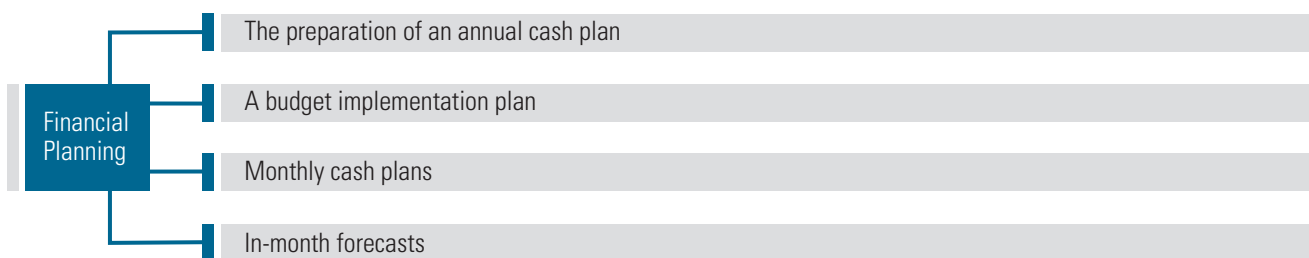 The preparation of an annual cash plan
A budget implementation plan
Financial
Planning
Monthly cash plans
In-month forecasts